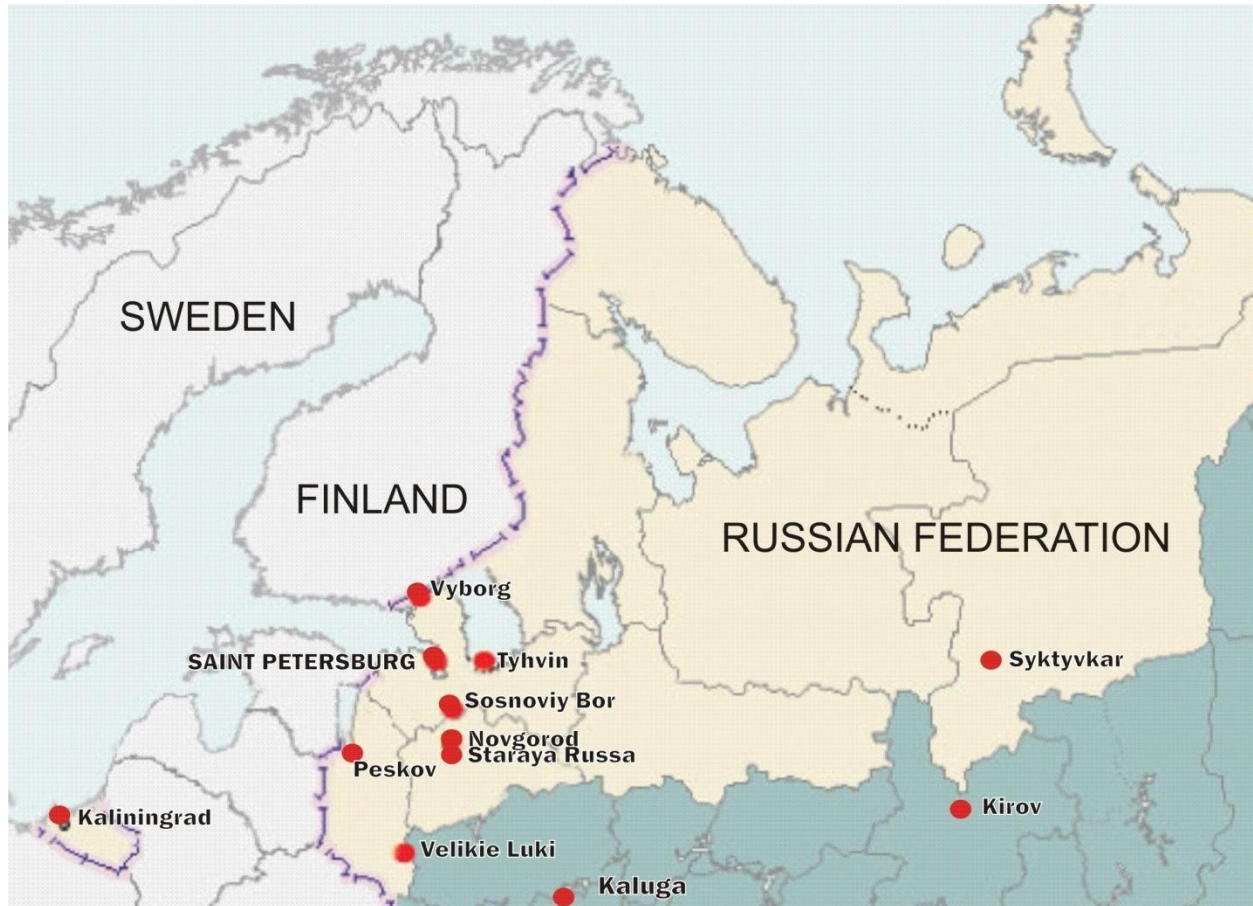 SWEDEN
FINLAND
RUSSIAN FEDERATION
Vyborg
SAINT PETERSBURG
Tyhvin
Syktyvkar
Sosnoviy Bor
Novgorod
Staraya Russa
Peskov
Kaliningrad
Kirov
Velikie Luki
Kaluga